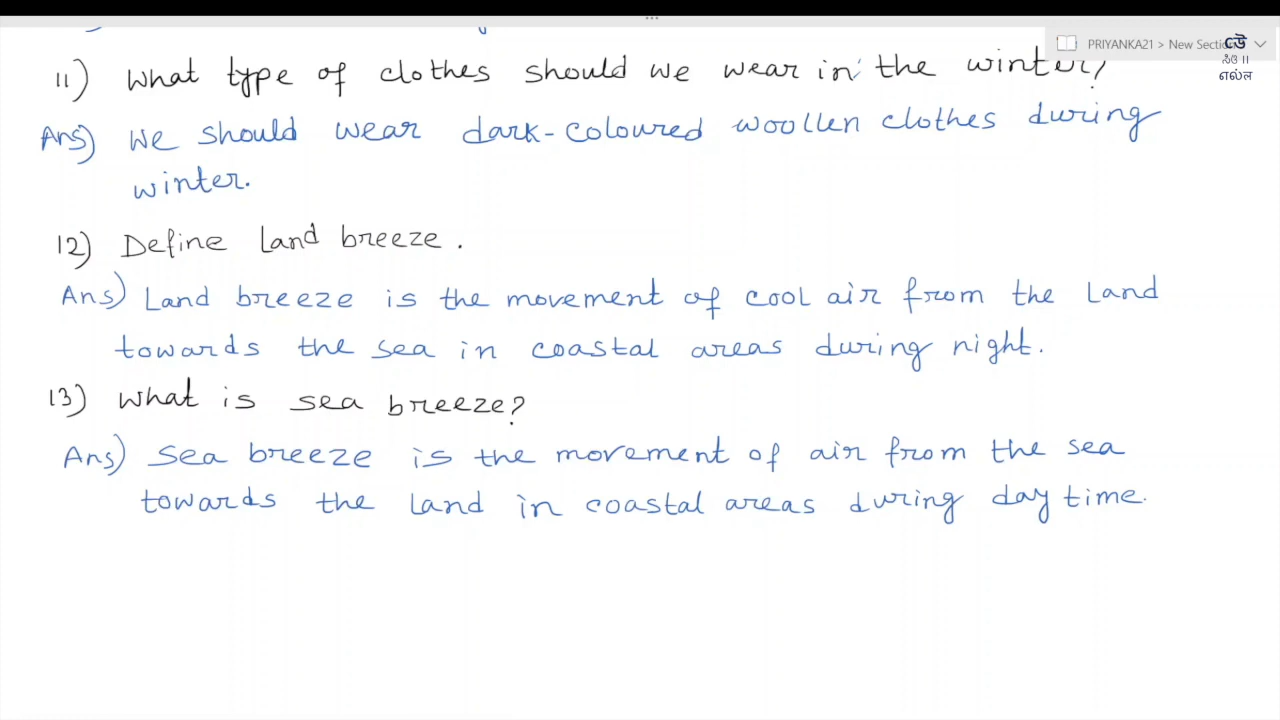 PRIYANKA21 > New Section
11) What type of clothes should we wear in the winter?
Ans) We should wear dark-coloured woollen clothes during
winter.
12) Define Land breeze.
Ans) Land breeze is the movement of cool air from the Land
towards the sea in coastal areas during night.
13) What is sea breeze?
Ans) Sea breeze is the movement of air from the sea
towards the land in coastal areas during day time.